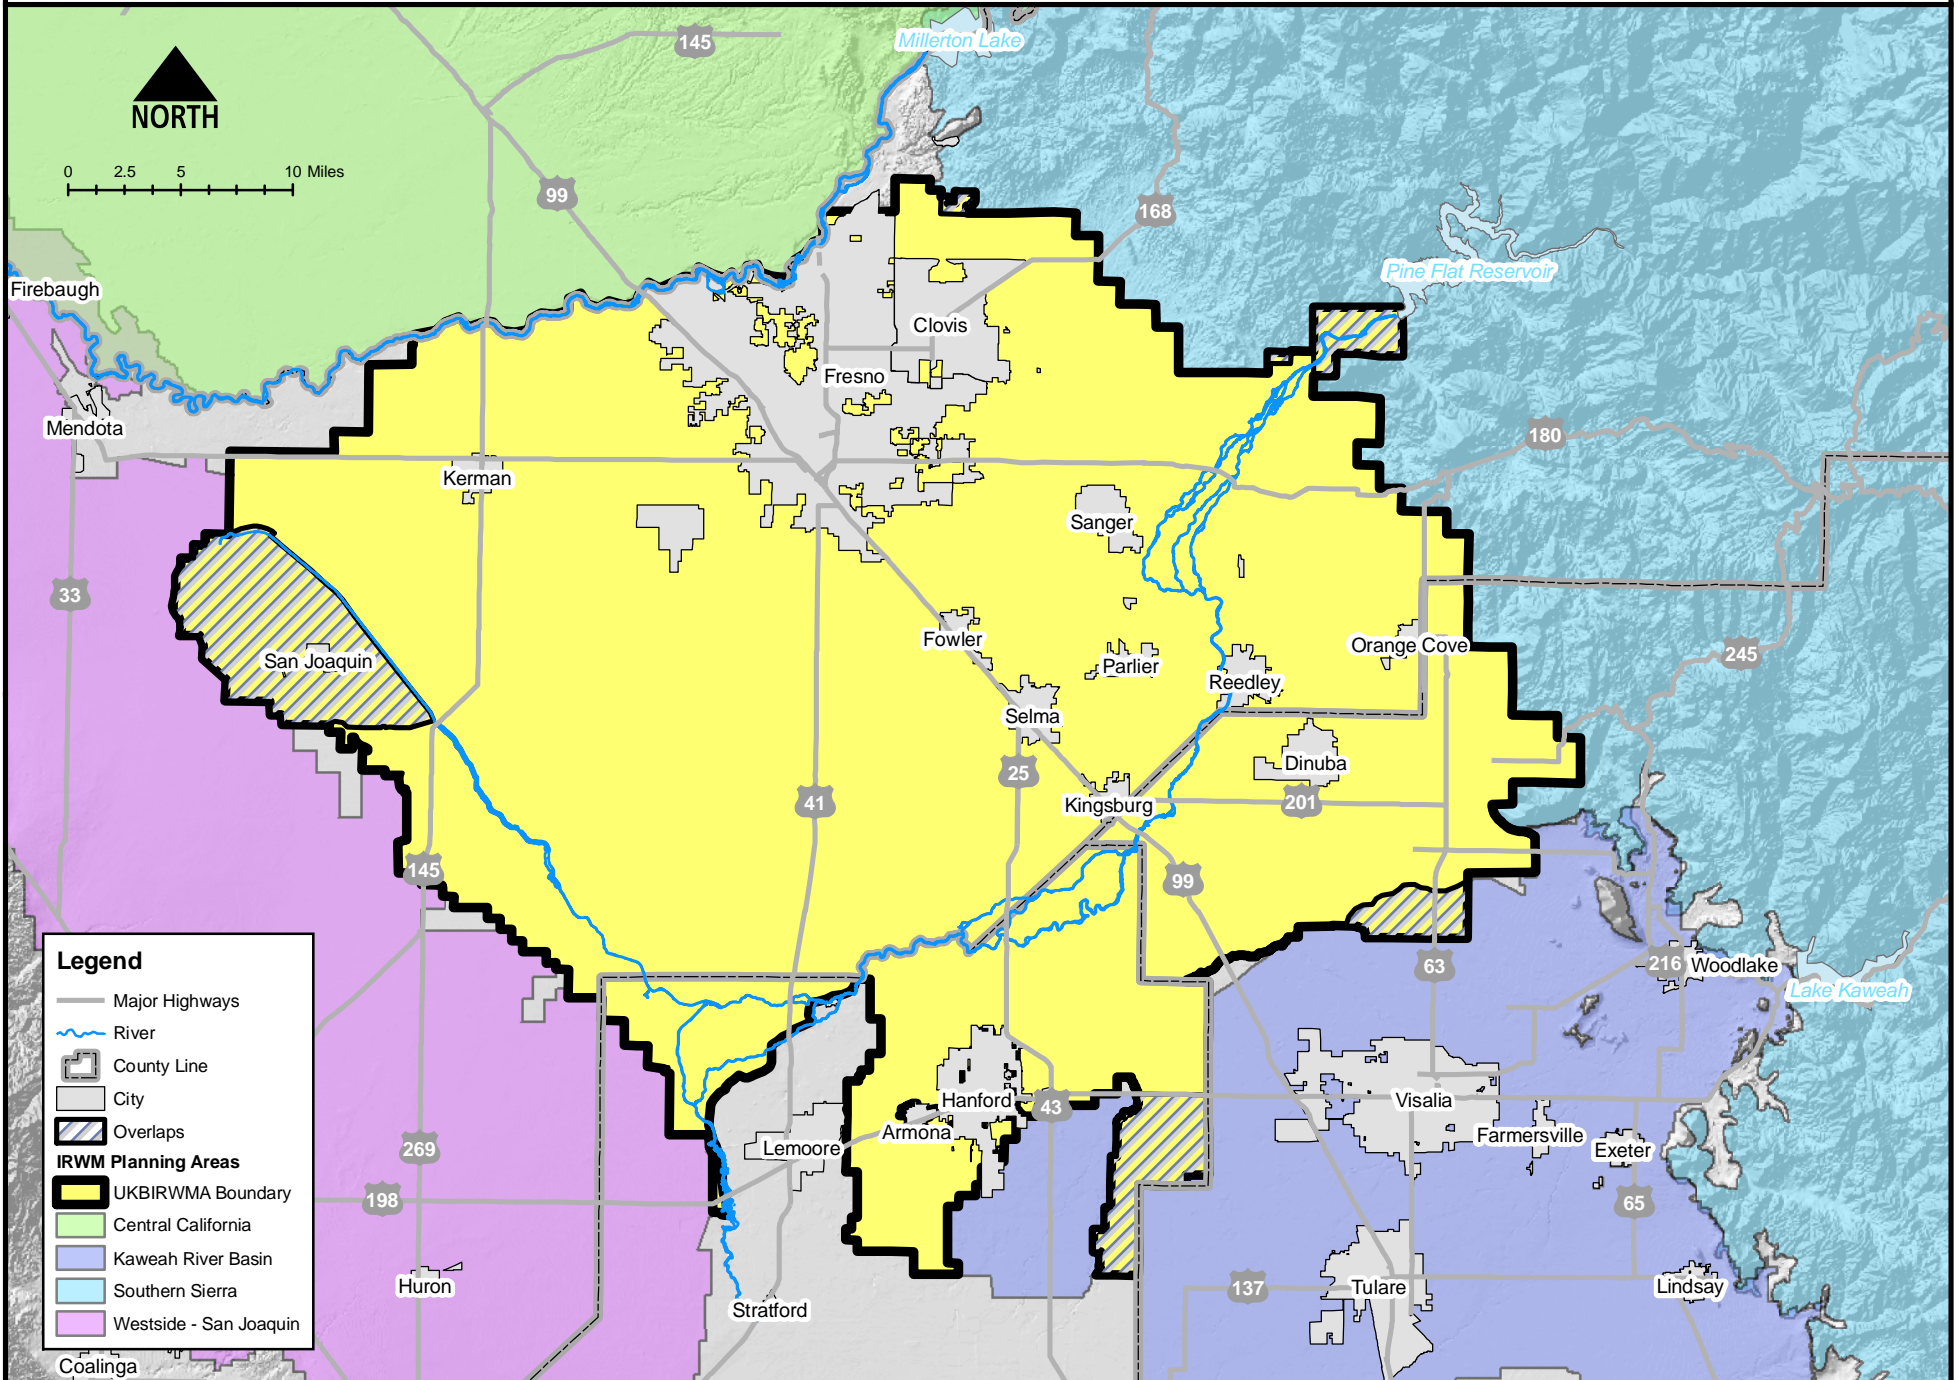 Millerton Lake
145
NORTH
0 2.5 5 10 Miles
99
168
Pine Flat Reservoir
Firebaugh
Clovis
Fresno
Mendota
180
Kerman
Sanger
33
Fowler
Orange Cove
245
San Joaquin
Parlier
Reedley
Selma
Dinuba
25
41
Kingsburg
201
145
99
Legend
Major Highways
River
County Line
City
Overlaps
IRWM Planning Areas
UKBIRWMA Boundary
Central California
Kaweah River Basin
Southern Sierra
Westside - San Joaquin
63
216
Woodlake
Lake Kaweah
Hanford
43
Visalia
Armona
Farmersville
269
Lemoore
Exeter
198
65
Huron
137
Tulare
Lindsay
Stratford
Coalinga